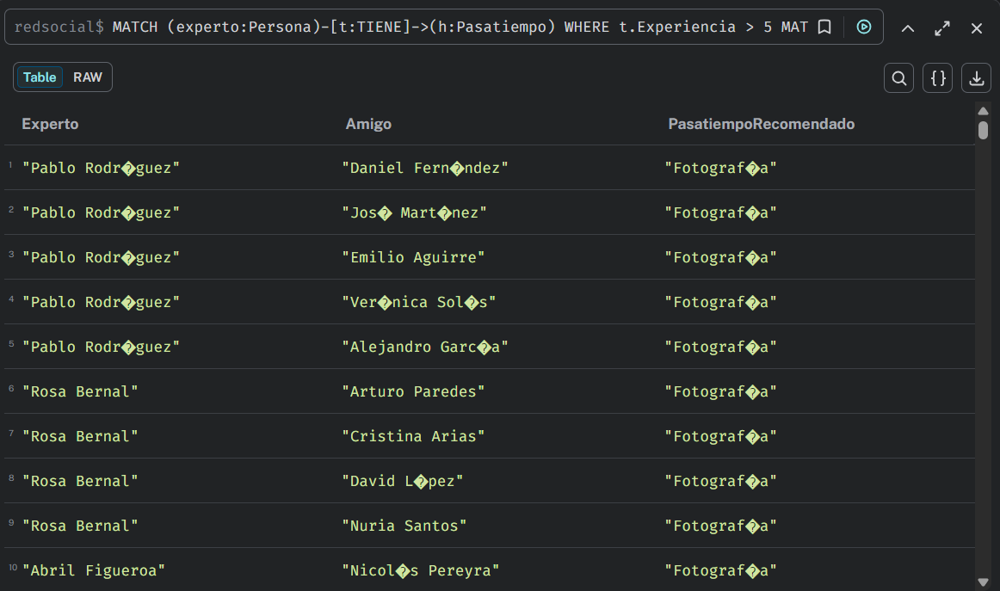 redsocial$ MATCH (experto:Persona)-[t:TIENE]->(h:Pasatiempo) WHERE t.Experiencia > 5 MAT
Table RAW
Experto Amigo PasatiempoRecomendado
1 "Pablo Rodr�guez" "Daniel Fern�ndez" "Fotograf�a"
2 "Pablo Rodr�guez" "Jos� Mart�nez" "Fotograf�a"
3 "Pablo Rodr�guez" "Emilio Aguirre" "Fotograf�a"
4 "Pablo Rodr�guez" "Ver�nica Sol�s" "Fotograf�a"
5 "Pablo Rodr�guez" "Alejandro Garc�a" "Fotograf�a"
6 "Rosa Bernal" "Arturo Paredes" "Fotograf�a"
7 "Rosa Bernal" "Cristina Arias" "Fotograf�a"
8 "Rosa Bernal" "David L�pez" "Fotograf�a"
9 "Rosa Bernal" "Nuria Santos" "Fotograf�a"
10 "Abril Figueroa" "Nicol�s Pereyra" "Fotograf�a"